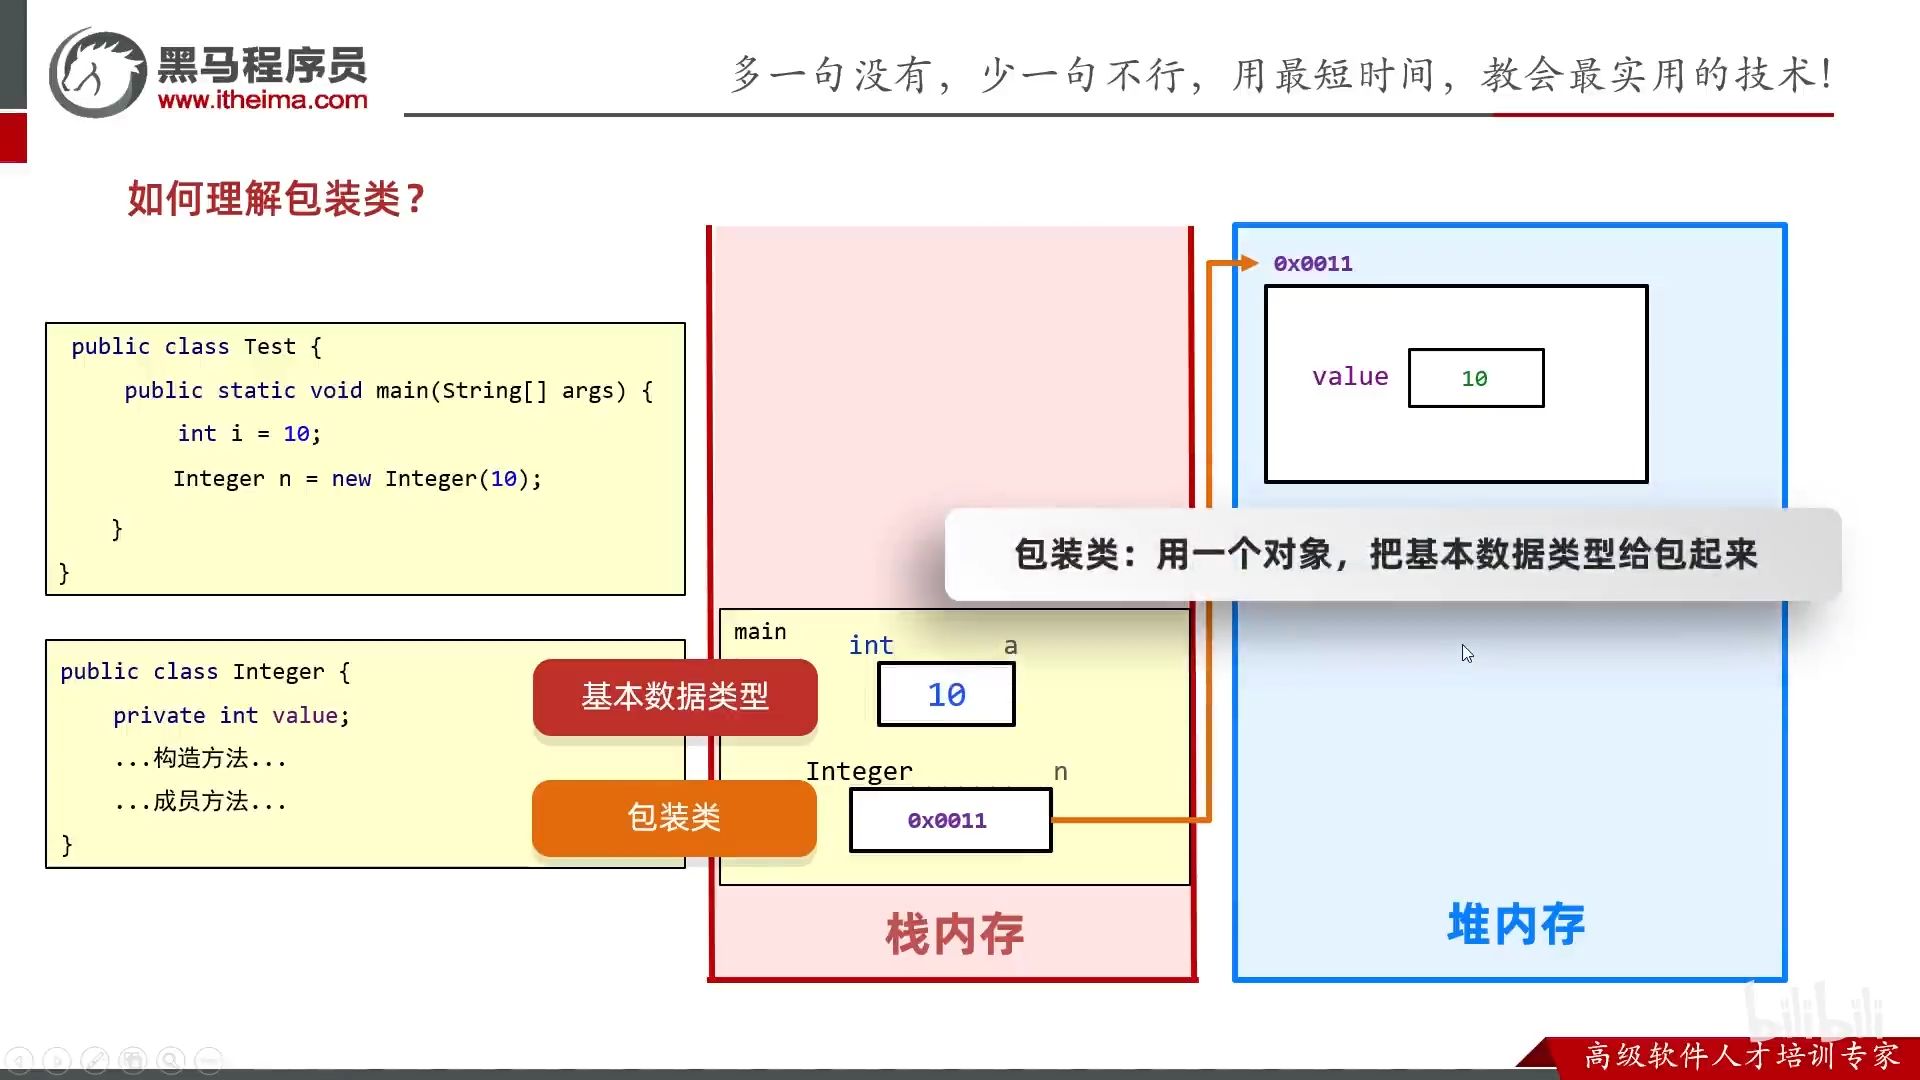 黑马程序员
www.itheima.com
多一句没有，少一句不行，用最短时间，教会最实用的技术！
如何理解包装类？
public class Test {
public static void main(String[] args) {
int i = 10;
Integer n = new Integer(10);
}
}
public class Integer {
private int value;
...构造方法...
...成员方法...
}
基本数据类型
包装类
main
int a
10
Integer n
0x0011
栈内存
0x0011
value 10
包装类：用一个对象，把基本数据类型给包起来
堆内存
bilibili
高级软件人才培训专家